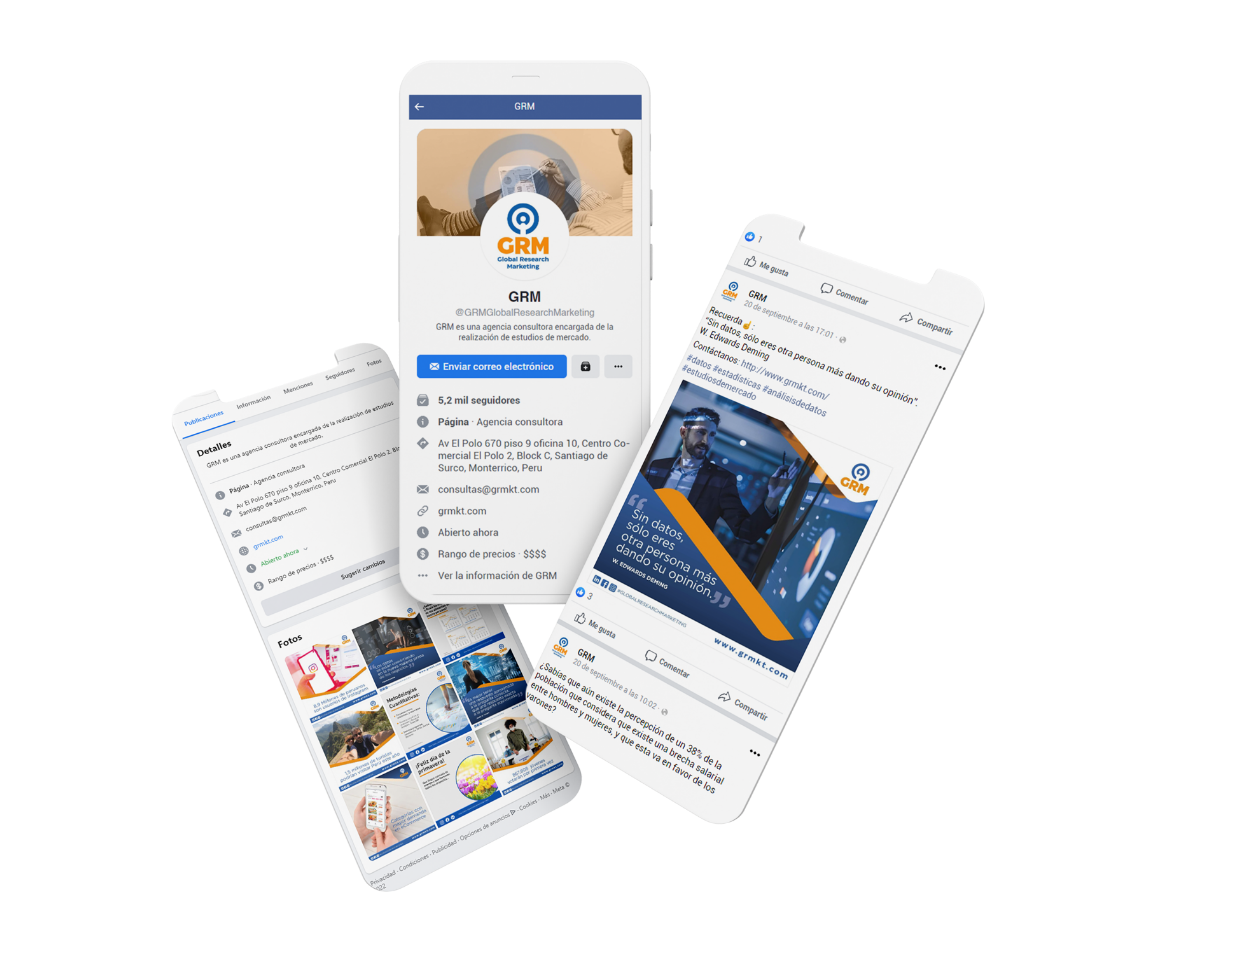 GRM
GRM
Global Research
Marketing
GRM
@GRMGlobalResearchMarketing
GRM es una agencia consultora encargada de la
realización de estudios de mercado.
Enviar correo electrónico
5,2 mil seguidores
Página · Agencia consultora
Av El Polo 670 piso 9 oficina 10, Centro Co-
mercial El Polo 2, Block C, Santiago de
Surco, Monterrico, Peru
consultas@grmkt.com
grmkt.com
Abierto ahora
Rango de precios · $$$$
Ver la información de GRM
Publicaciones
Información
Menciones
Seguidores
Fotos
Detalles
GRM es una agencia consultora encargada de la realización de estudios
de mercado.
Página · Agencia consultora
Av El Polo 670 piso 9 oficina 10, Centro Comercial El Polo 2, Blo
Santiago de Surco, Monterrico, Peru
consultas@grmkt.com
grmkt.com
Abierto ahora
Rango de precios · $$$$
Sugerir cambios
Fotos
Metodologías
Cuantitativas:
¡Feliz día de la
primavera!
Privacidad · Condiciones · Publicidad · Opciones de anuncios · Cookies · Más · Meta ©
1
Me gusta
Comentar
Compartir
GRM
20 de septiembre a las 17:01 ·
Recuerda☝️:
"Sin datos, sólo eres otra persona más dando su opinión".
W. Edwards Deming
Contáctanos: http://www.grmkt.com/
#datos #estadísticas #análisisdedatos
#estudiosdemercado
GRM
Sin datos,
sólo eres
otra persona más
dando su opinión.
W. EDWARDS DEMING
#GLOBALRESEARCHMARKETING
www.grmkt.com
3
Me gusta
Comentar
Compartir
GRM
20 de septiembre a las 10:02 ·
¿Sabías que aún existe la percepción de un 38% de la
población que considera que existe una brecha salarial
entre hombres y mujeres, y que esta va en favor de los
varones?